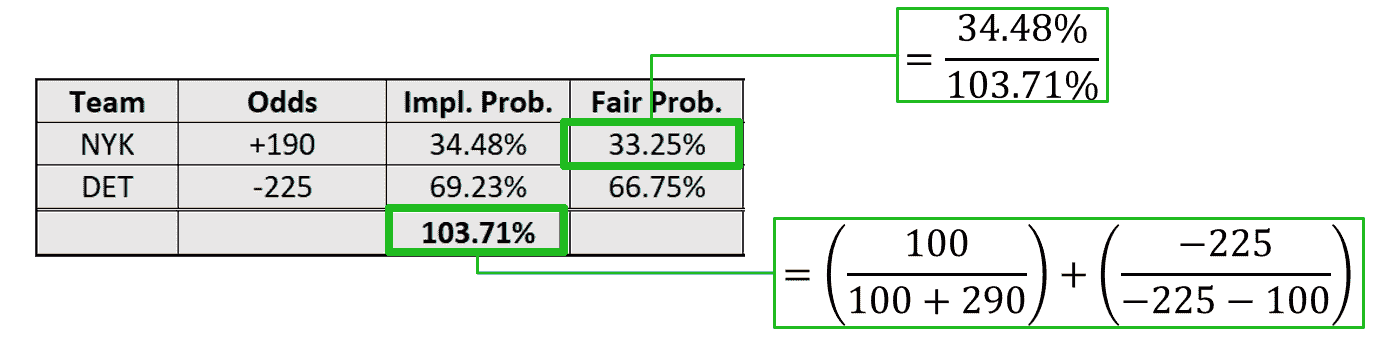 = 34.48% / 103.71%
Team Odds Impl. Prob. Fair Prob.
NYK +190 34.48% 33.25%
DET -225 69.23% 66.75%
103.71%
= (100 / 100 + 290) + (−225 / −225 − 100)